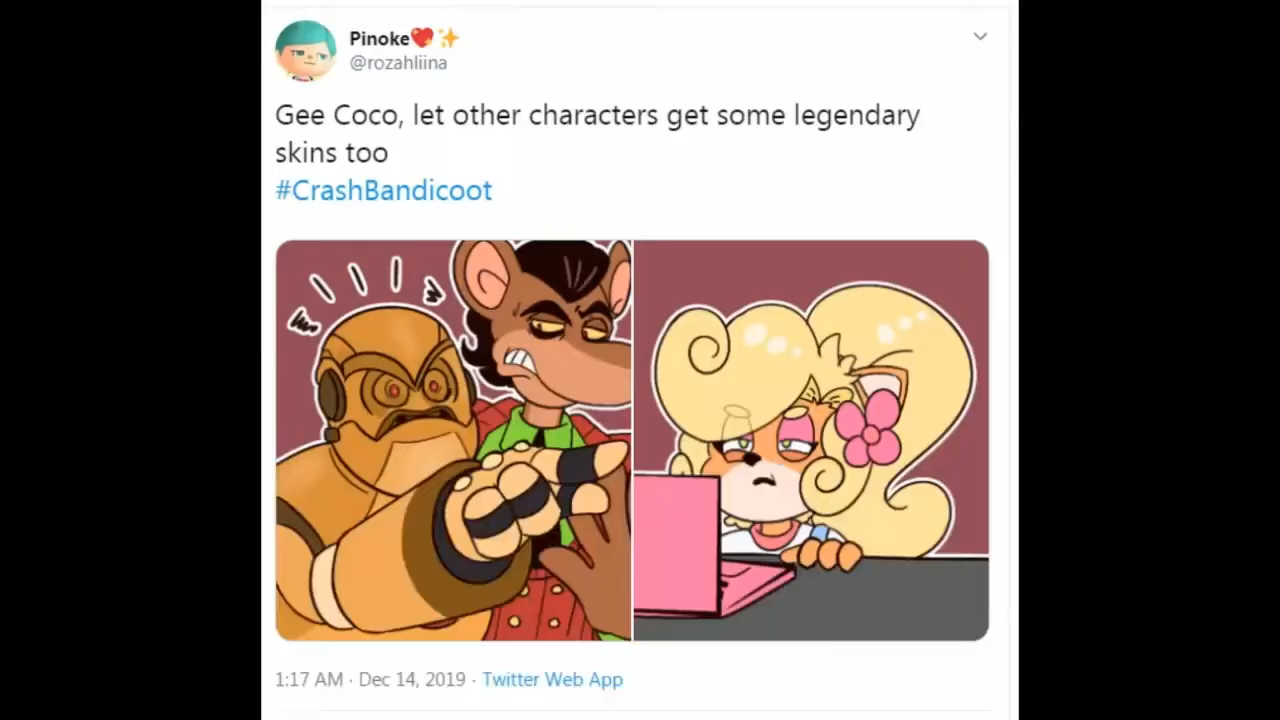 Pinoke💖✨
@rozahliina
Gee Coco, let other characters get some legendary
skins too
#CrashBandicoot
1:17 AM · Dec 14, 2019 · Twitter Web App